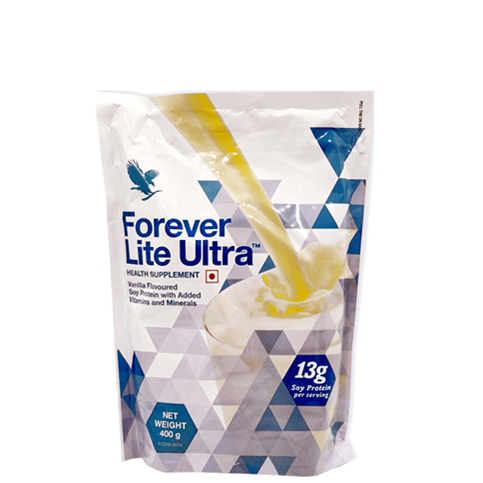 Forever
Lite Ultra™
HEALTH SUPPLEMENT
Vanilla Flavoured
Soy Protein with Added
Vitamins and Minerals
13g
Soy Protein
per serving
NET
WEIGHT
400 g